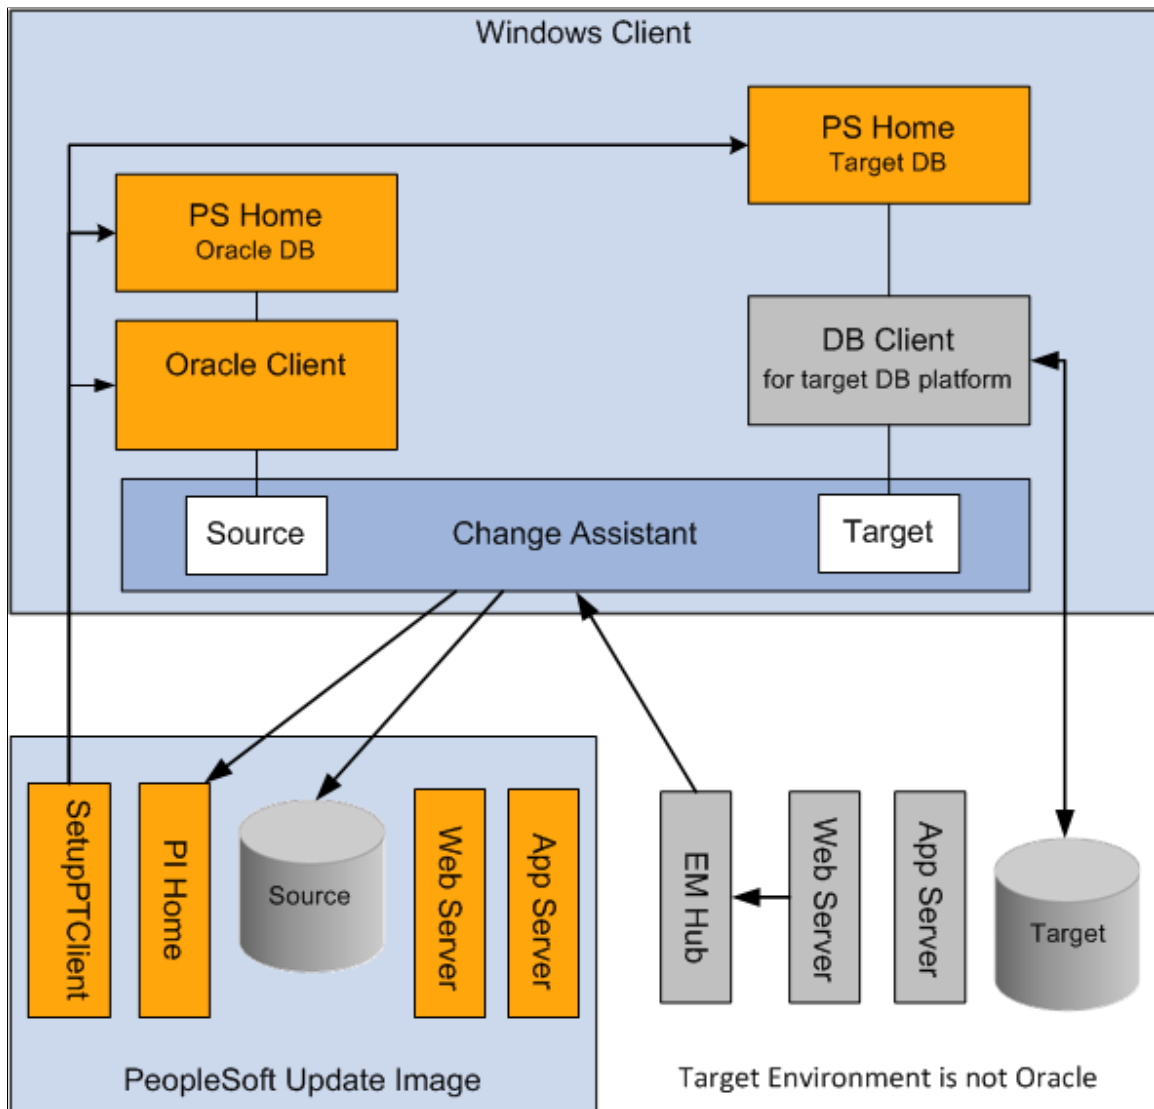 Windows Client
PS Home
Target DB
PS Home
Oracle DB
Oracle Client
DB Client
for target DB platform
Source
Change Assistant
Target
SetupPTClient
PI Home
Source
Web Server
App Server
EM Hub
Web Server
App Server
Target
PeopleSoft Update Image
Target Environment is not Oracle